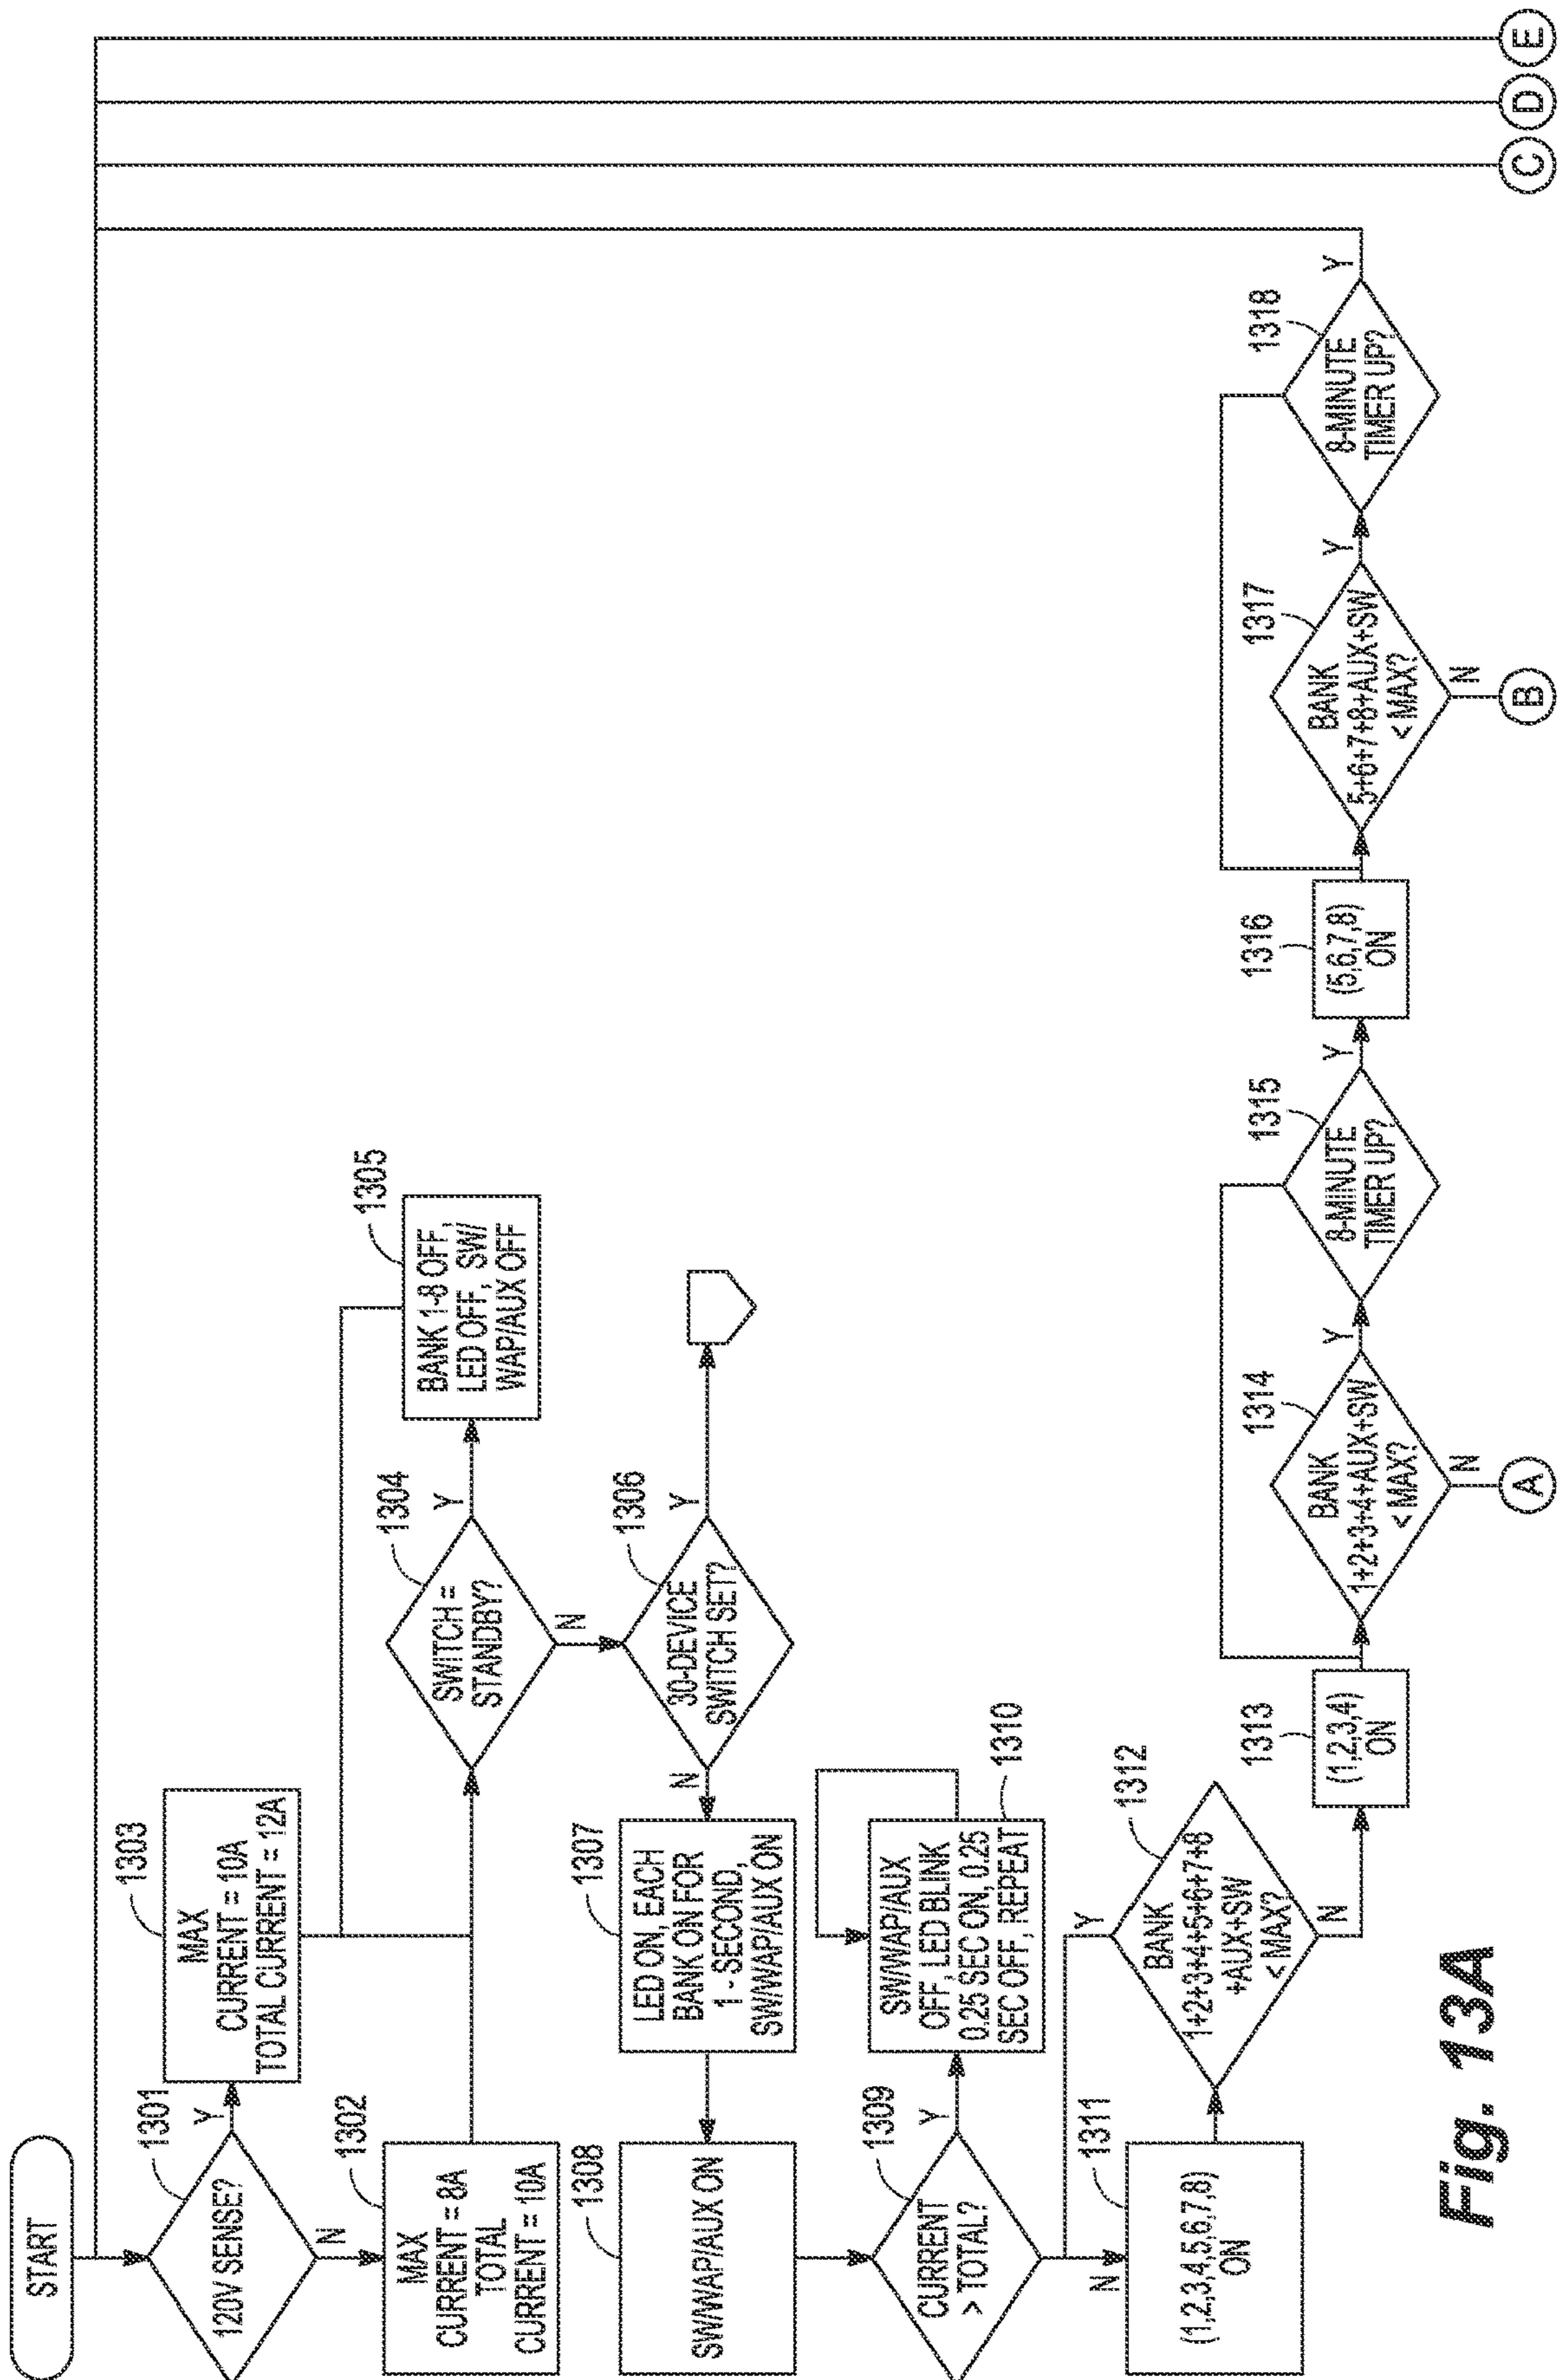 START
1301
120V SENSE?
Y
N
1303
MAX
CURRENT = 10A
TOTAL CURRENT = 12A
1302
MAX
CURRENT = 8A
TOTAL
CURRENT = 10A
1304
SWITCH =
STANDBY?
Y
N
1305
BANK 1-8 OFF,
LED OFF, SW/
WAP/AUX OFF
1306
30-DEVICE
SWITCH SET?
Y
N
1307
LED ON, EACH
BANK ON FOR
1 - SECOND,
SW/WAP/AUX ON
1308
SW/WAP/AUX ON
1309
CURRENT
> TOTAL?
Y
N
1310
SW/WAP/AUX
OFF, LED BLINK
0.25 SEC ON, 0.25
SEC OFF, REPEAT
1311
(1,2,3,4,5,6,7,8)
ON
1312
BANK
1+2+3+4+5+6+7+8
+AUX+SW
< MAX?
Y
N
1313
(1,2,3,4)
ON
1314
BANK
1+2+3+4+AUX+SW
< MAX?
Y
N
A
1315
8-MINUTE
TIMER UP?
Y
1316
(5,6,7,8)
ON
1317
BANK
5+6+7+8+AUX+SW
< MAX?
Y
N
B
1318
8-MINUTE
TIMER UP?
Y
C
D
E
Fig. 13A